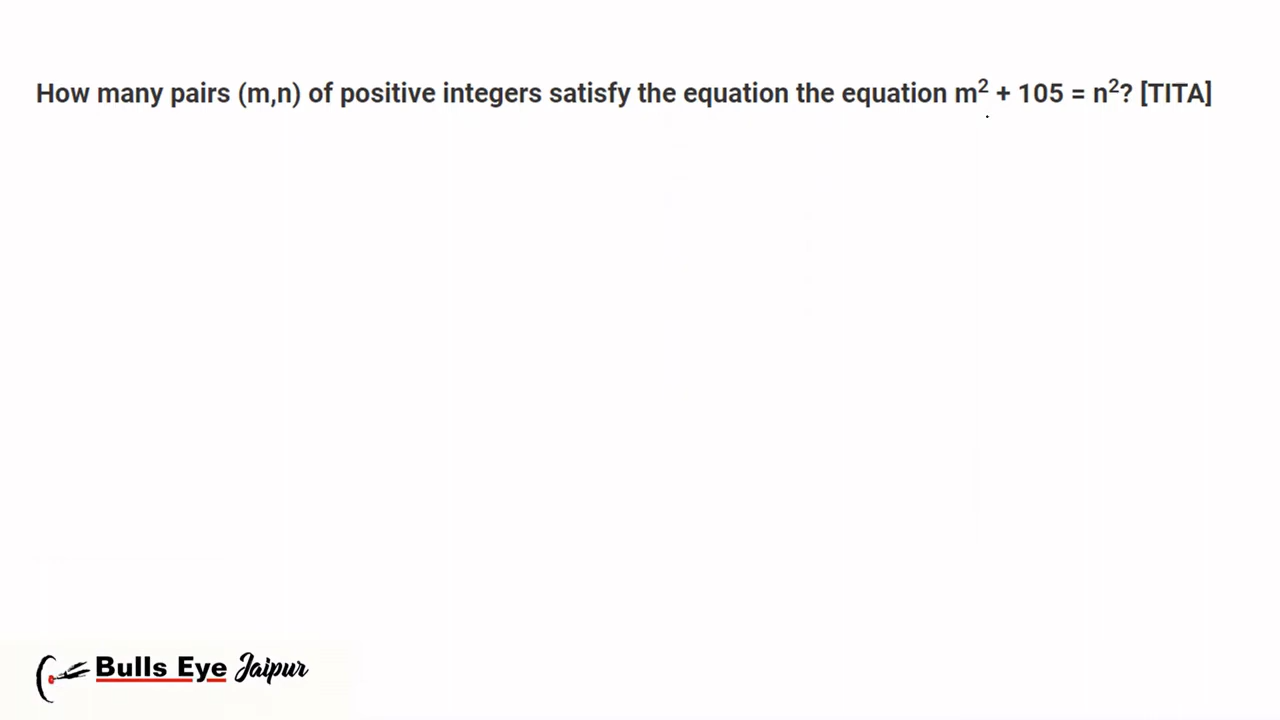 How many pairs (m,n) of positive integers satisfy the equation the equation m² + 105 = n²? [TITA]
Bulls Eye Jaipur